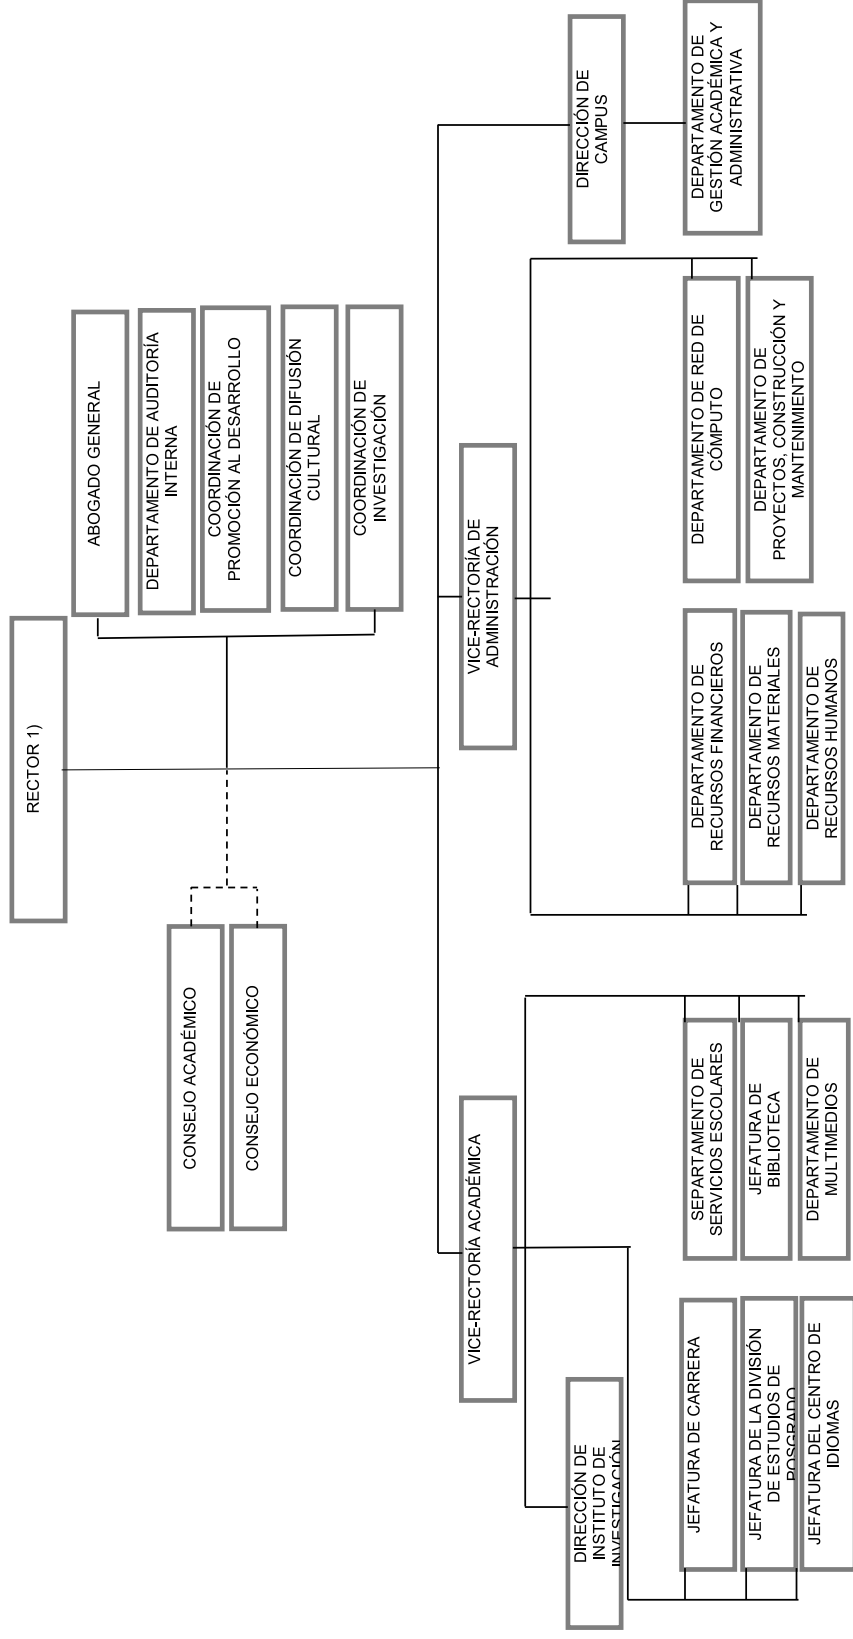 RECTOR 1)
CONSEJO ACADÉMICO
CONSEJO ECONÓMICO
ABOGADO GENERAL
DEPARTAMENTO DE AUDITORÍA
INTERNA
COORDINACIÓN DE
PROMOCIÓN AL DESARROLLO
COORDINACIÓN DE DIFUSIÓN
CULTURAL
COORDINACIÓN DE
INVESTIGACIÓN
VICE-RECTORÍA ACADÉMICA
VICE-RECTORÍA DE
ADMINISTRACIÓN
DIRECCIÓN DE
INSTITUTO DE
INVESTIGACIÓN
DIRECCIÓN DE
CAMPUS
JEFATURA DE CARRERA
JEFATURA DE LA DIVISIÓN
DE ESTUDIOS DE
POSGRADO
JEFATURA DEL CENTRO DE
IDIOMAS
SEPARTAMENTO DE
SERVICIOS ESCOLARES
JEFATURA DE
BIBLIOTECA
DEPARTAMENTO DE
MULTIMEDIOS
DEPARTAMENTO DE
RECURSOS FINANCIEROS
DEPARTAMENTO DE
RECURSOS MATERIALES
DEPARTAMENTO DE
RECURSOS HUMANOS
DEPARTAMENTO DE RED DE
CÓMPUTO
DEPARTAMENTO DE
PROYECTOS, CONSTRUCCIÓN Y
MANTENIMIENTO
DEPARTAMENTO DE
GESTIÓN ACADÉMICA Y
ADMINISTRATIVA